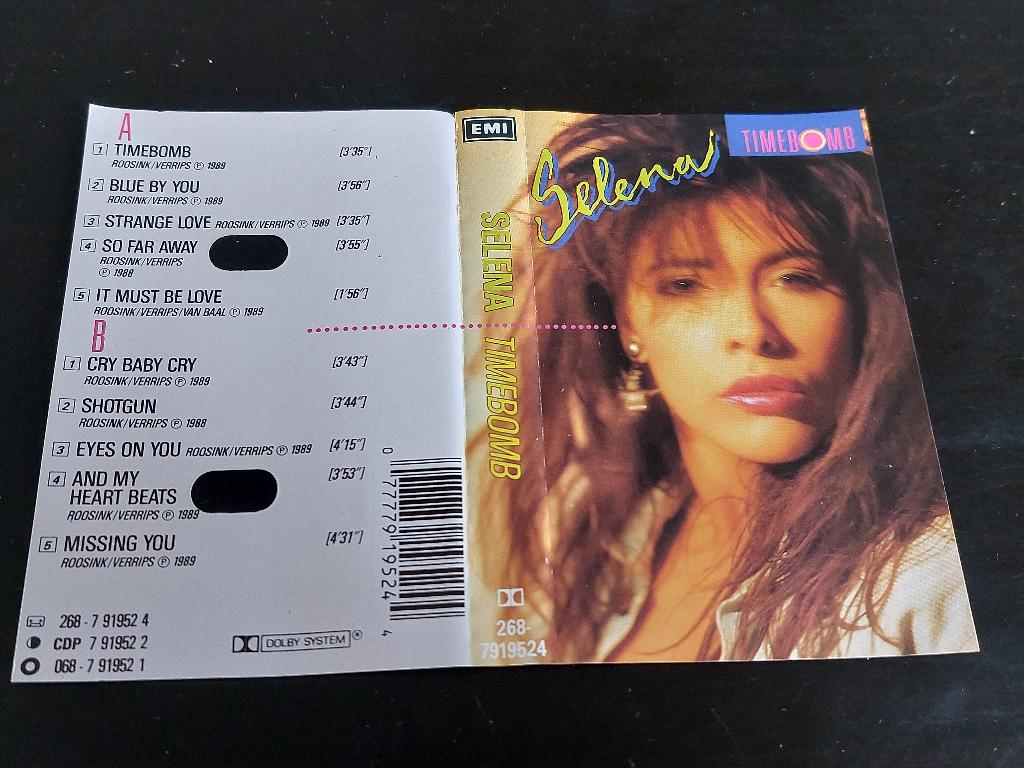 A
1 TIMEBOMB [3'35"]
ROOSINK/VERRIPS ℗ 1989
2 BLUE BY YOU [3'56"]
ROOSINK/VERRIPS ℗ 1989
3 STRANGE LOVE ROOSINK/VERRIPS ℗ 1989 [3'35"]
4 SO FAR AWAY [3'55"]
ROOSINK/VERRIPS
℗ 1988
5 IT MUST BE LOVE [1'56"]
ROOSINK/VERRIPS/VAN BAAL ℗ 1989
B
1 CRY BABY CRY [3'43"]
ROOSINK/VERRIPS ℗ 1989
2 SHOTGUN [3'44"]
ROOSINK/VERRIPS ℗ 1988
3 EYES ON YOU ROOSINK/VERRIPS ℗ 1989 [4'15"]
4 AND MY [3'53"]
HEART BEATS
ROOSINK/VERRIPS ℗ 1989
5 MISSING YOU [4'31"]
ROOSINK/VERRIPS ℗ 1989
268 - 7 91952 4
CDP 7 91952 2
068 - 7 91952 1
DOLBY SYSTEM ®
0 77779 19524 4
EMI
SELENA TIMEBOMB
268-
7919524
Selena
TIMEBOMB